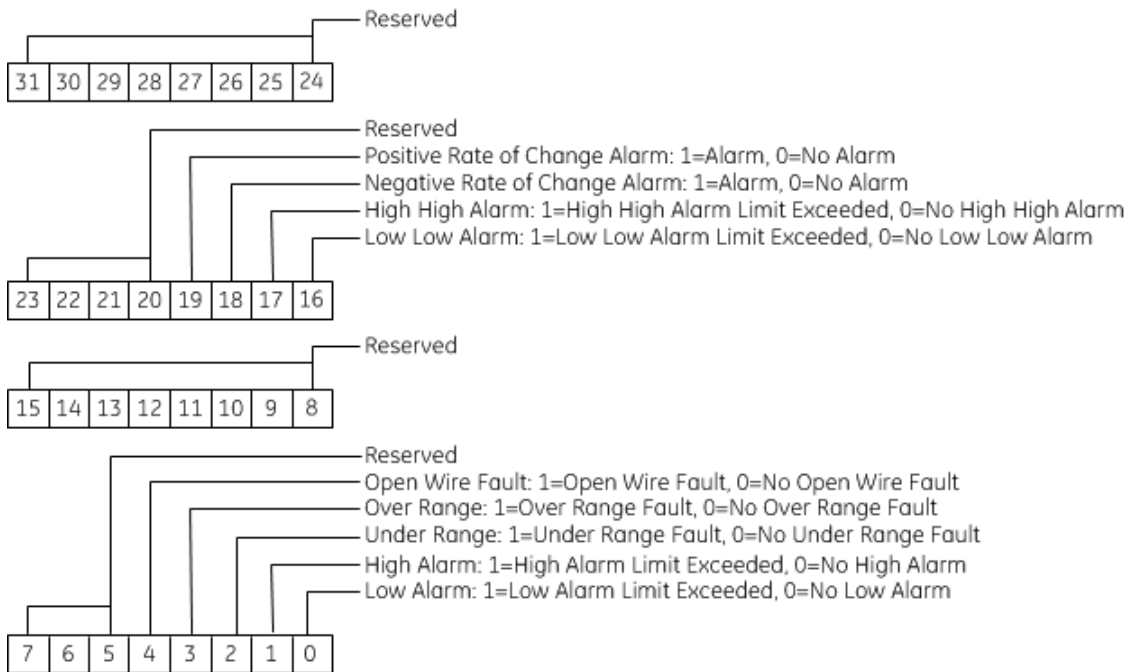 Reserved
31 30 29 28 27 26 25 24
Reserved
Positive Rate of Change Alarm: 1=Alarm, 0=No Alarm
Negative Rate of Change Alarm: 1=Alarm, 0=No Alarm
High High Alarm: 1=High High Alarm Limit Exceeded, 0=No High High Alarm
Low Low Alarm: 1=Low Low Alarm Limit Exceeded, 0=No Low Low Alarm
23 22 21 20 19 18 17 16
Reserved
15 14 13 12 11 10 9 8
Reserved
Open Wire Fault: 1=Open Wire Fault, 0=No Open Wire Fault
Over Range: 1=Over Range Fault, 0=No Over Range Fault
Under Range: 1=Under Range Fault, 0=No Under Range Fault
High Alarm: 1=High Alarm Limit Exceeded, 0=No High Alarm
Low Alarm: 1=Low Alarm Limit Exceeded, 0=No Low Alarm
7 6 5 4 3 2 1 0